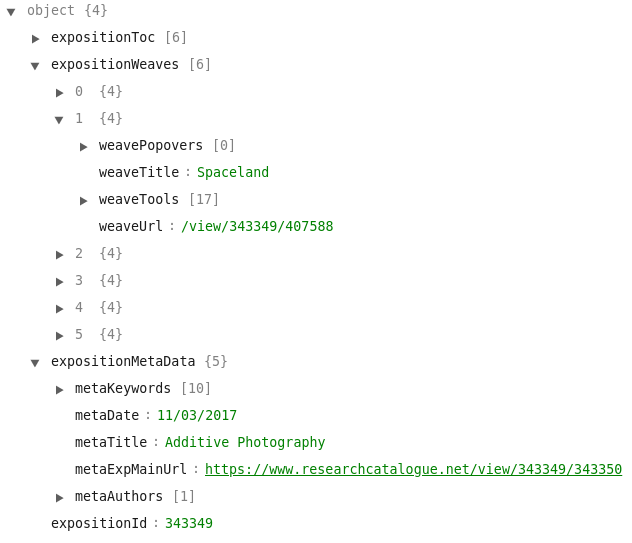 object {4}
expositionToc [6]
expositionWeaves [6]
0 {4}
1 {4}
weavePopovers [0]
weaveTitle : Spaceland
weaveTools [17]
weaveUrl : /view/343349/407588
2 {4}
3 {4}
4 {4}
5 {4}
expositionMetaData {5}
metaKeywords [10]
metaDate : 11/03/2017
metaTitle : Additive Photography
metaExpMainUrl : https://www.researchcatalogue.net/view/343349/343350
metaAuthors [1]
expositionId : 343349